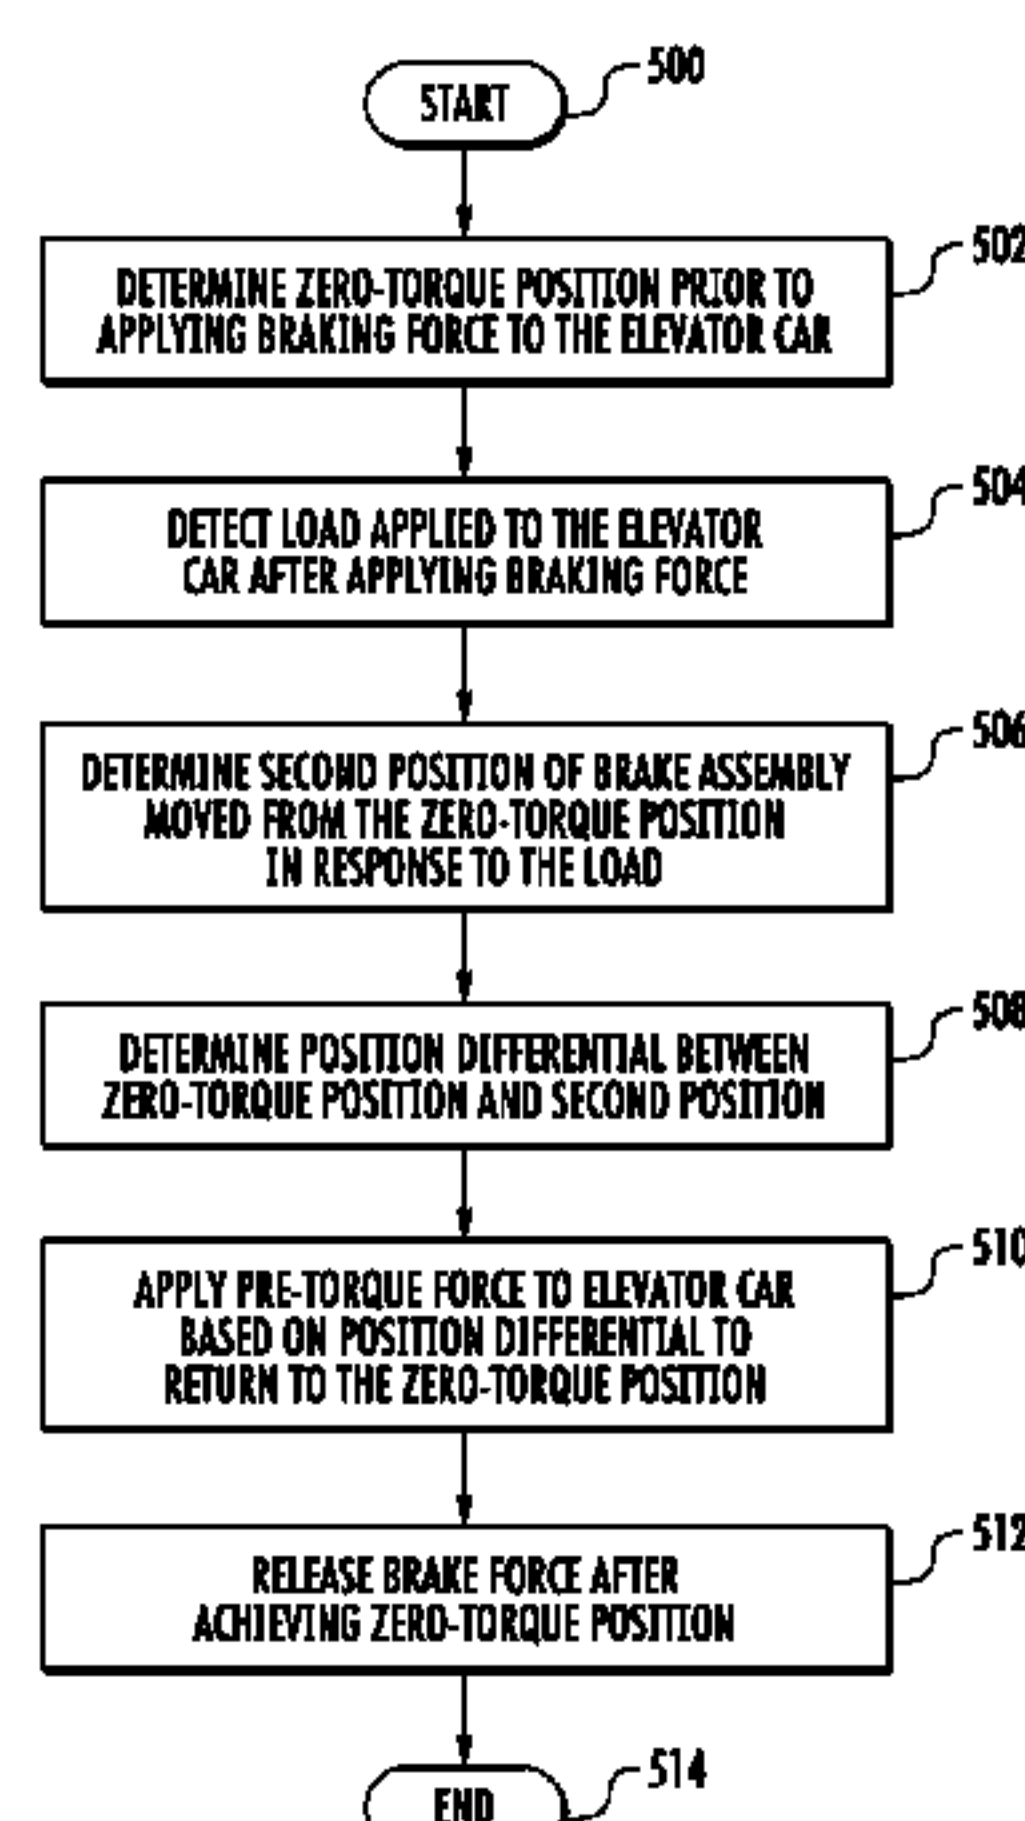 START
500
DETERMINE ZERO-TORQUE POSITION PRIOR TO
APPLYING BRAKING FORCE TO THE ELEVATOR CAR
502
DETECT LOAD APPLIED TO THE ELEVATOR
CAR AFTER APPLYING BRAKING FORCE
504
DETERMINE SECOND POSITION OF BRAKE ASSEMBLY
MOVED FROM THE ZERO-TORQUE POSITION
IN RESPONSE TO THE LOAD
506
DETERMINE POSITION DIFFERENTIAL BETWEEN
ZERO-TORQUE POSITION AND SECOND POSITION
508
APPLY PRE-TORQUE FORCE TO ELEVATOR CAR
BASED ON POSITION DIFFERENTIAL TO
RETURN TO THE ZERO-TORQUE POSITION
510
RELEASE BRAKE FORCE AFTER
ACHIEVING ZERO-TORQUE POSITION
512
END
514